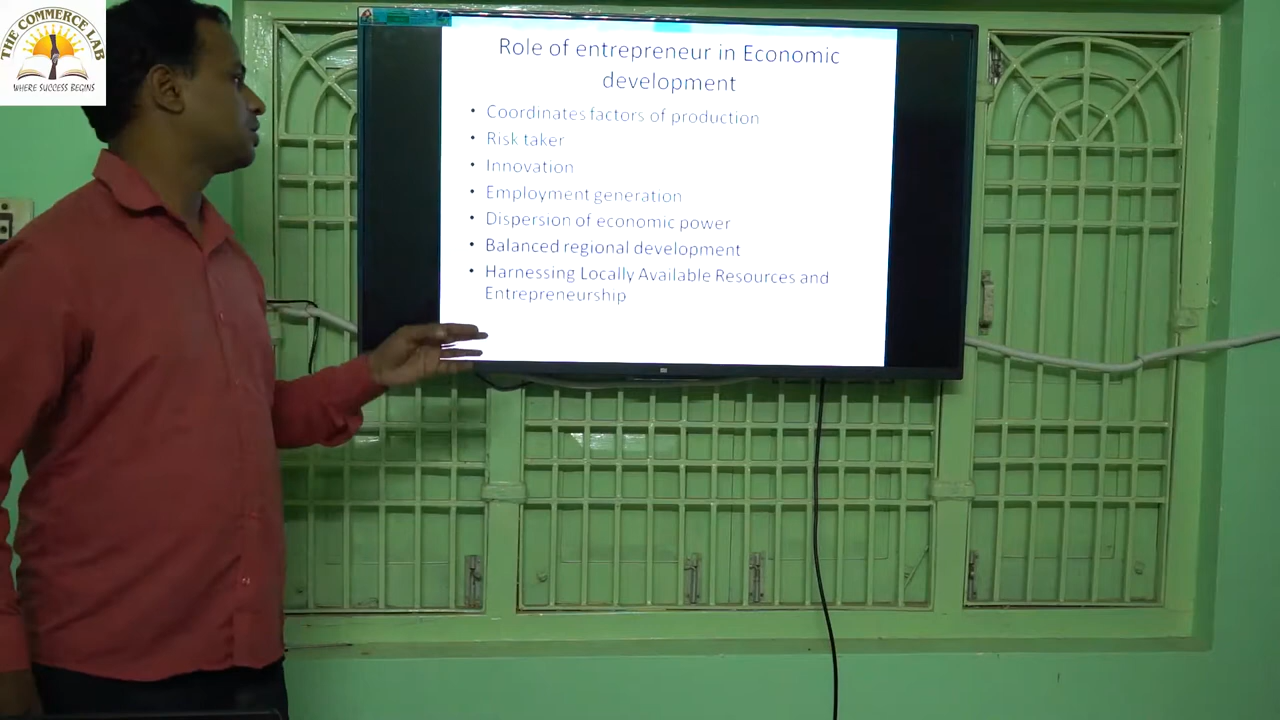 THE COMMERCE LAB
WHERE SUCCESS BEGINS
Role of entrepreneur in Economic
development
• Coordinates factors of production
• Risk taker
• Innovation
• Employment generation
• Dispersion of economic power
• Balanced regional development
• Harnessing Locally Available Resources and
Entrepreneurship